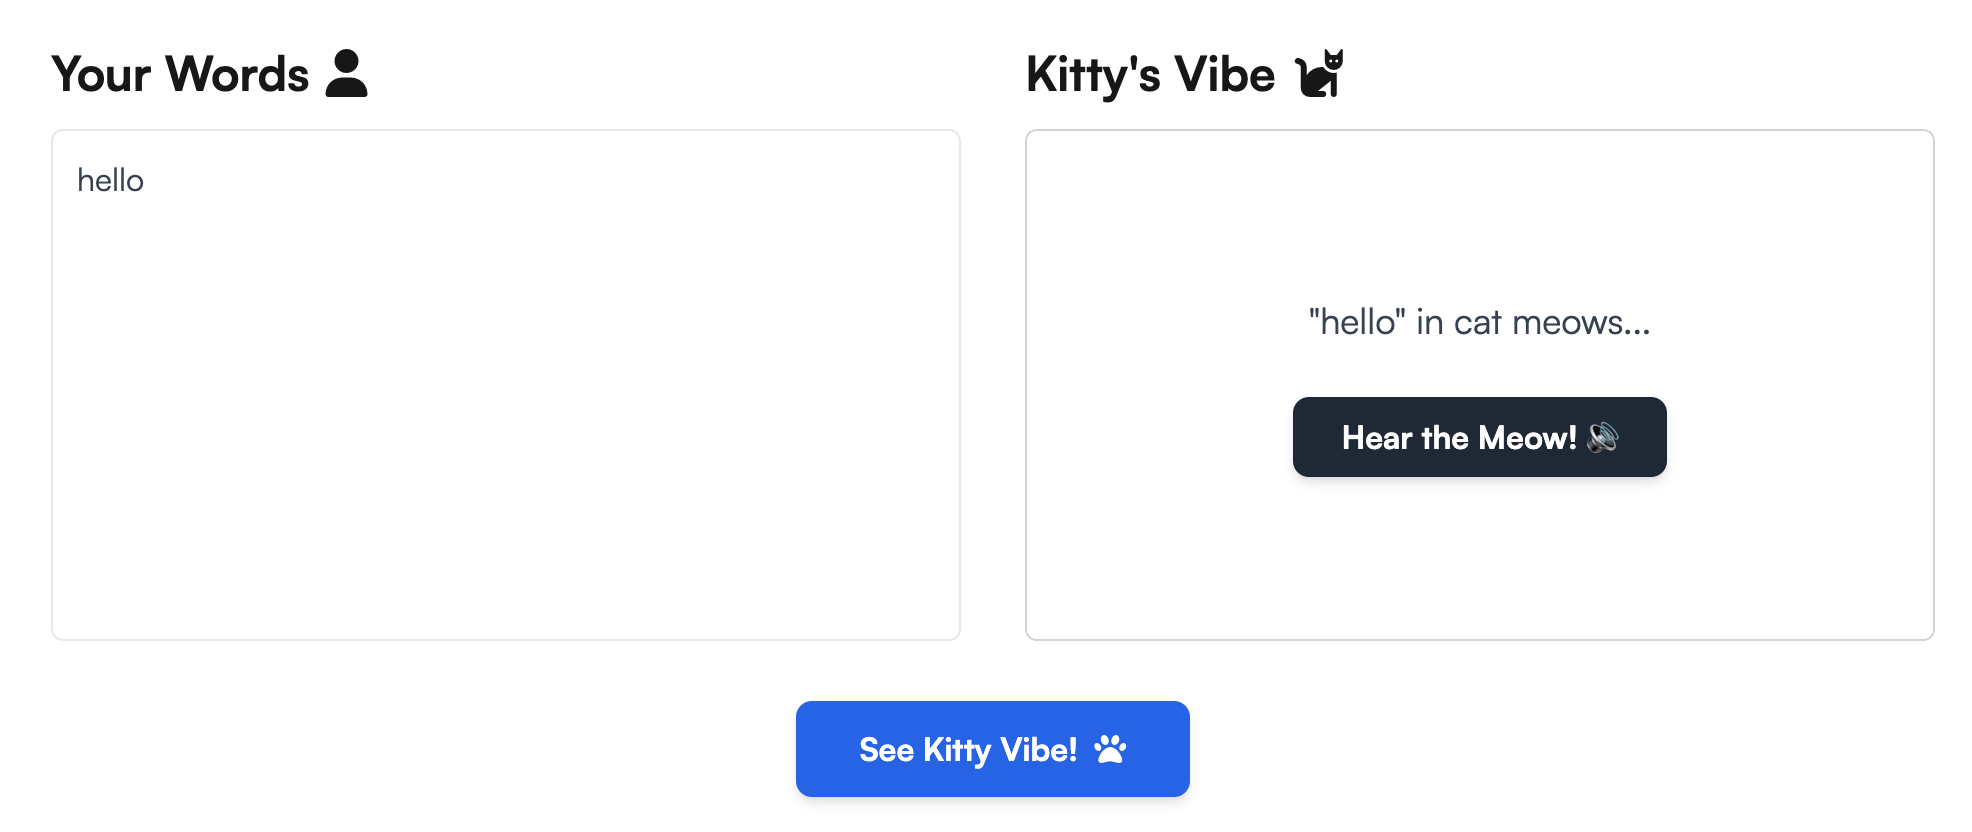 Your Words
hello
Kitty's Vibe
"hello" in cat meows...
Hear the Meow! 🔊
See Kitty Vibe!